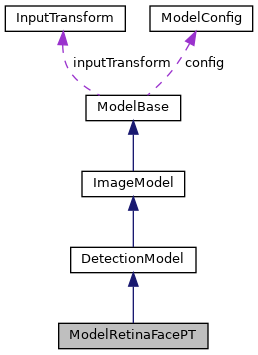 InputTransform
ModelConfig
inputTransform
config
ModelBase
ImageModel
DetectionModel
ModelRetinaFacePT